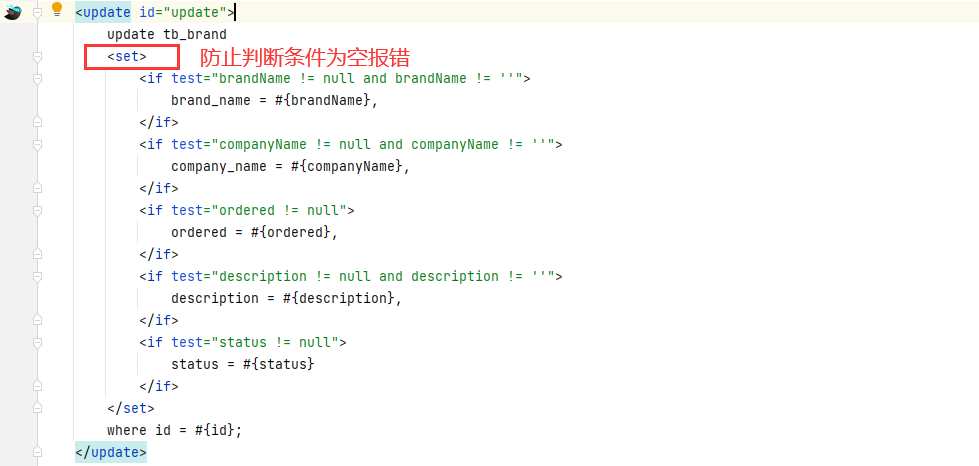 <update id="update">
update tb_brand
<set> 防止判断条件为空报错
<if test="brandName != null and brandName != ''">
brand_name = #{brandName},
</if>
<if test="companyName != null and companyName != ''">
company_name = #{companyName},
</if>
<if test="ordered != null">
ordered = #{ordered},
</if>
<if test="description != null and description != ''">
description = #{description},
</if>
<if test="status != null">
status = #{status}
</if>
</set>
where id = #{id};
</update>